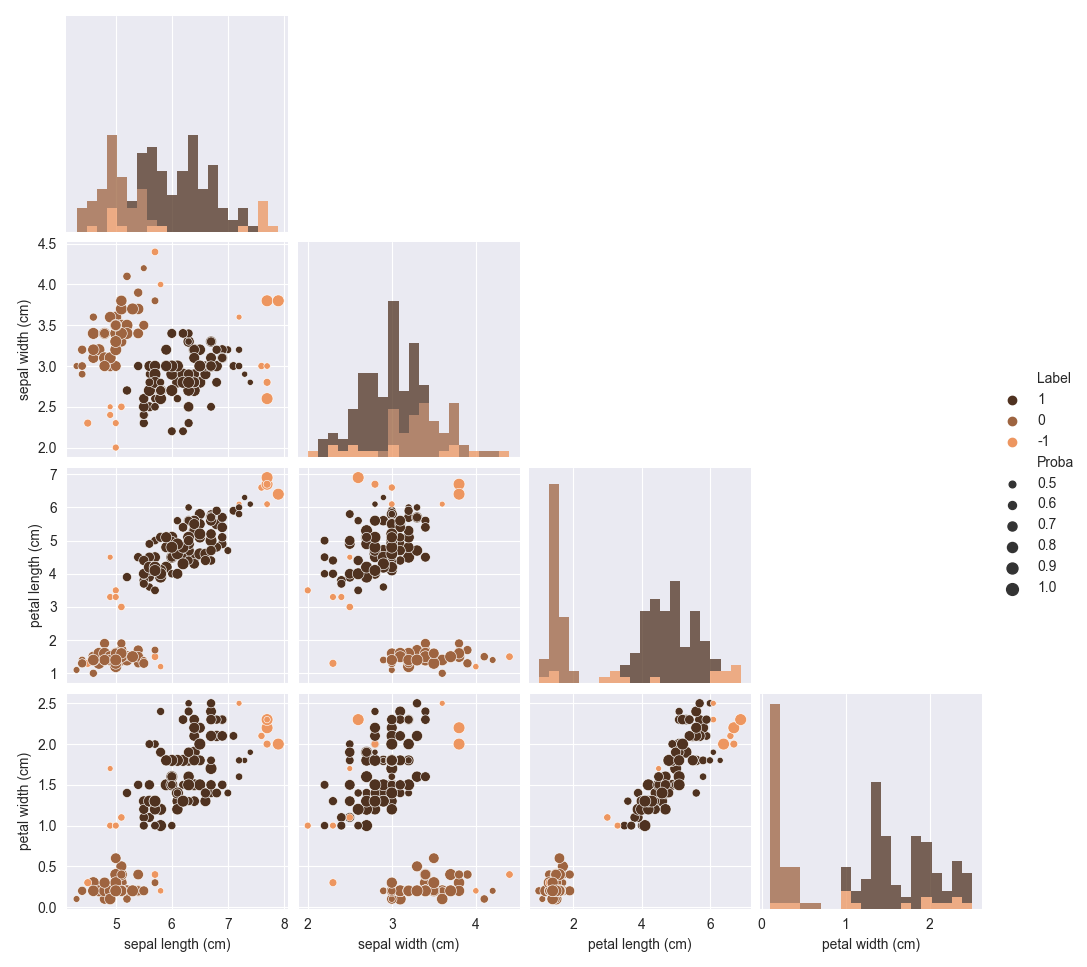 4.5
4.0
3.5
3.0
2.5
2.0
sepal width (cm)
7
6
5
4
3
2
1
petal length (cm)
2.5
2.0
1.5
1.0
0.5
0.0
petal width (cm)
5 6 7 8
sepal length (cm)
2 3 4
sepal width (cm)
2 4 6
petal length (cm)
0 1 2
petal width (cm)
Label
1
0
-1
Proba
0.5
0.6
0.7
0.8
0.9
1.0